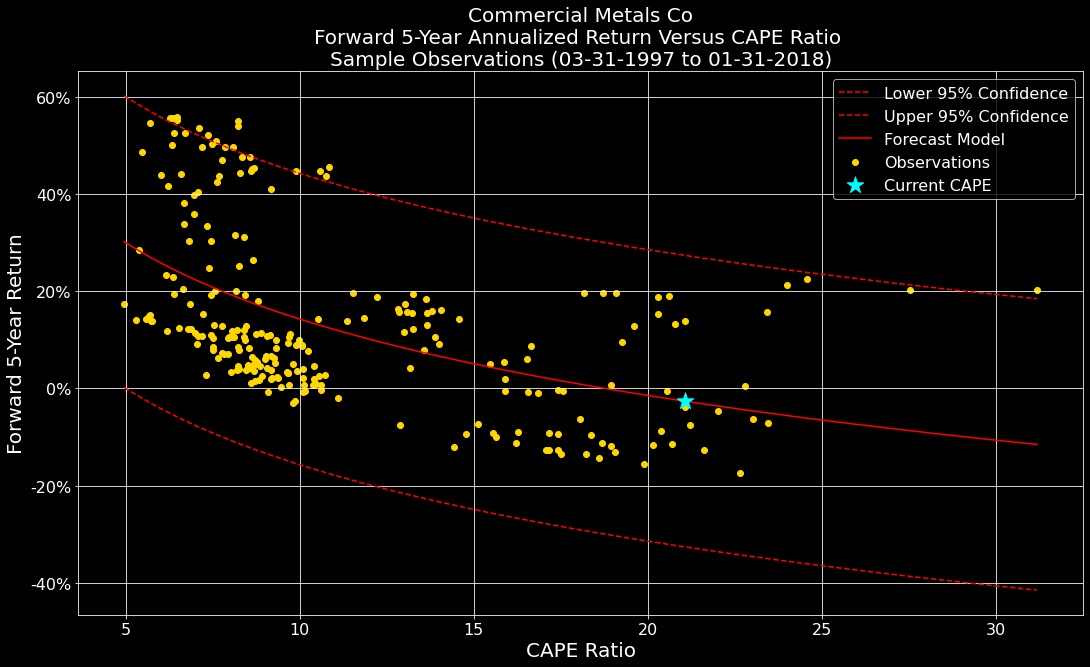 Commercial Metals Co
Forward 5-Year Annualized Return Versus CAPE Ratio
Sample Observations (03-31-1997 to 01-31-2018)
Lower 95% Confidence
Upper 95% Confidence
Forecast Model
Observations
Current CAPE
Forward 5-Year Return
60%
40%
20%
0%
-20%
-40%
5
10
15
20
25
30
CAPE Ratio